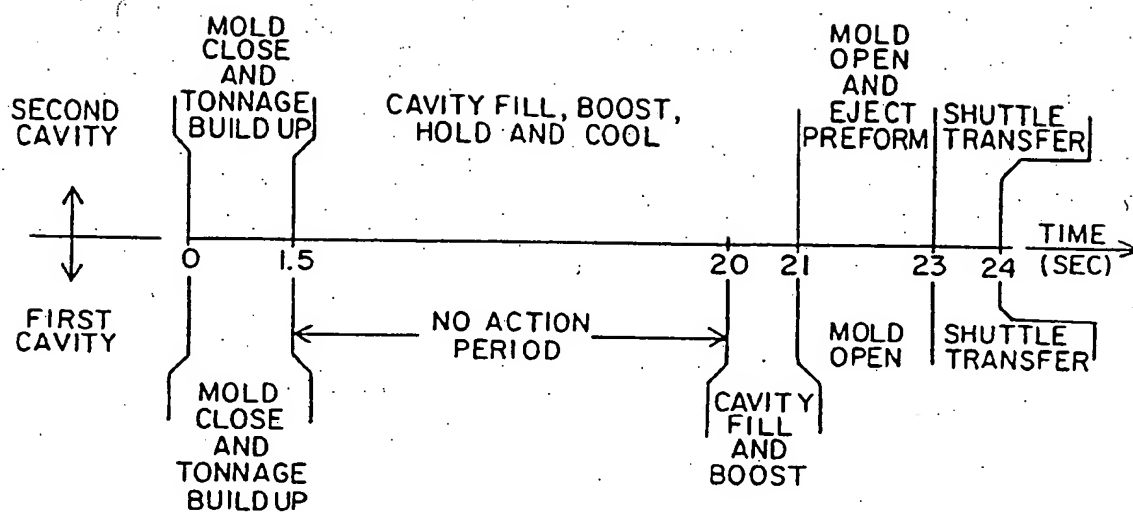 SECOND
CAVITY
MOLD
CLOSE
AND
TONNAGE
BUILD UP
CAVITY FILL, BOOST,
HOLD AND COOL
MOLD
OPEN
AND
EJECT
PREFORM
SHUTTLE
TRANSFER
0
1.5
20
21
23
24
TIME
(SEC)
FIRST
CAVITY
MOLD
CLOSE
AND
TONNAGE
BUILD UP
NO ACTION
PERIOD
CAVITY
FILL
AND
BOOST
MOLD
OPEN
SHUTTLE
TRANSFER